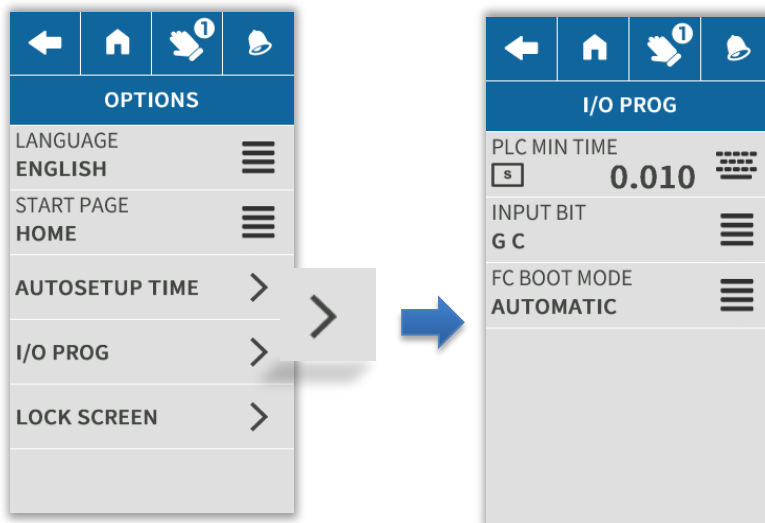 1
OPTIONS
LANGUAGE
ENGLISH
START PAGE
HOME
AUTOSETUP TIME
I/O PROG
LOCK SCREEN
1
I/O PROG
PLC MIN TIME
s 0.010
INPUT BIT
G C
FC BOOT MODE
AUTOMATIC